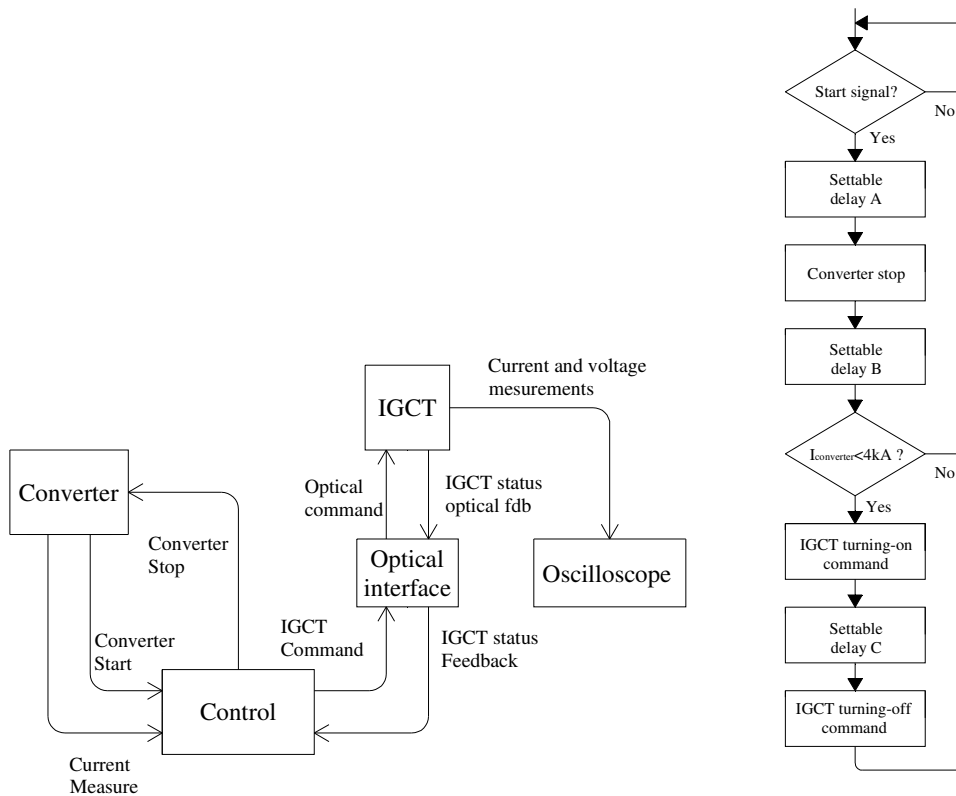 Current and voltage
mesurements
IGCT
Optical
command
IGCT status
optical fdb
Converter
Converter
Stop
Optical
interface
Oscilloscope
Converter
Start
IGCT
Command
IGCT status
Feedback
Control
Current
Measure
Start signal?
No
Yes
Settable
delay A
Converter stop
Settable
delay B
Iconverter<4kA ?
No
Yes
IGCT turning-on
command
Settable
delay C
IGCT turning-off
command